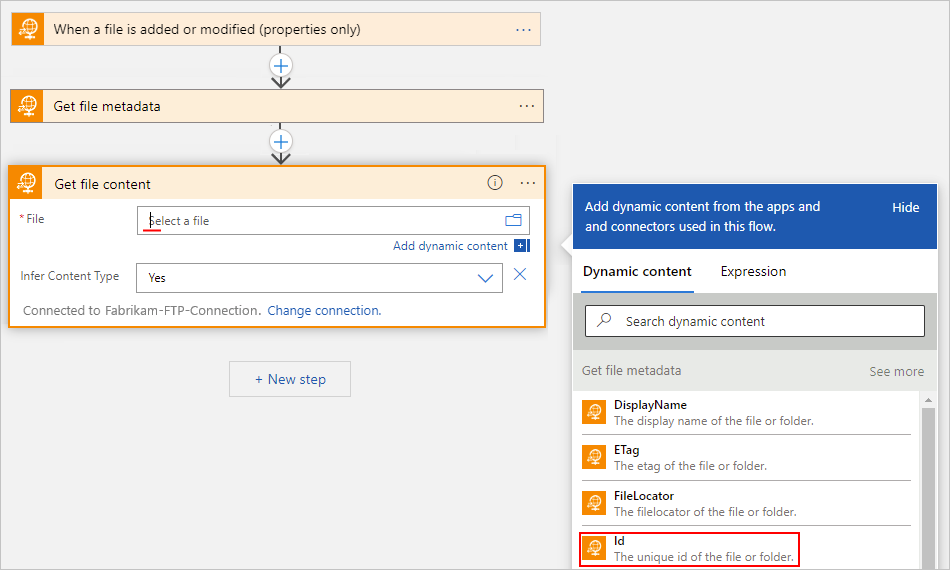 When a file is added or modified (properties only)
Get file metadata
Get file content
* File
Select a file
Add dynamic content
Infer Content Type
Yes
Connected to Fabrikam-FTP-Connection. Change connection.
+ New step
Add dynamic content from the apps and
and connectors used in this flow.
Hide
Dynamic content
Expression
Search dynamic content
Get file metadata
See more
DisplayName
The display name of the file or folder.
ETag
The etag of the file or folder.
FileLocator
The filelocator of the file or folder.
Id
The unique id of the file or folder.